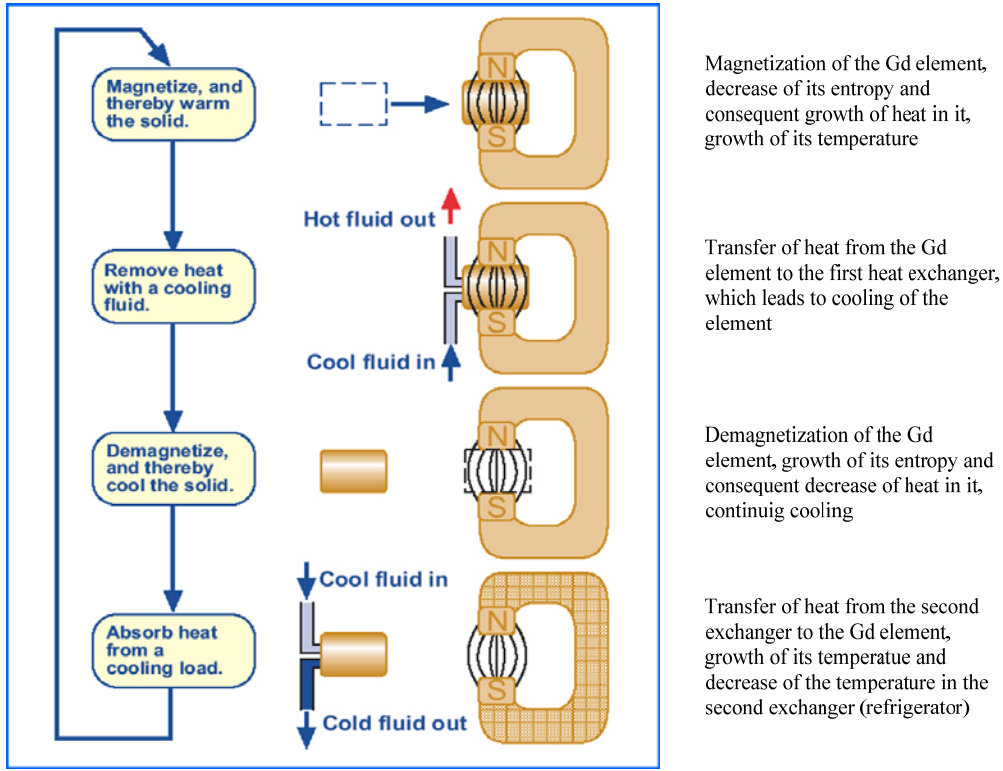 Magnetize, and
thereby warm
the solid.
N
S
Magnetization of the Gd element,
decrease of its entropy and
consequent growth of heat in it,
growth of its temperature
Hot fluid out
Remove heat
with a cooling
fluid.
N
S
Cool fluid in
Transfer of heat from the Gd
element to the first heat exchanger,
which leads to cooling of the
element
Demagnetize,
and thereby
cool the solid.
N
S
Demagnetization of the Gd
element, growth of its entropy and
consequent decrease of heat in it,
continuig cooling
Cool fluid in
Absorb heat
from a
cooling load.
N
S
Cold fluid out
Transfer of heat from the second
exchanger to the Gd element,
growth of its temperatue and
decrease of the temperature in the
second exchanger (refrigerator)